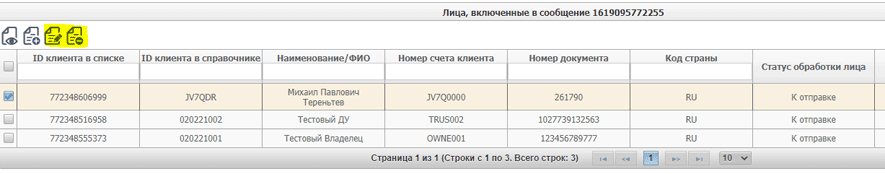 Лица, включенные в сообщение 1619095772255
ID клиента в списке ID клиента в справочнике Наименование/ФИО Номер счета клиента Номер документа Код страны Статус обработки лица
772348606999 JV7QDR Михаил Павлович Тереньтев JV7Q0000 261790 RU К отправке
772348516958 020221002 Тестовый ДУ TRUS002 1027739132563 RU К отправке
772348555373 020221001 Тестовый Владелец OWNE001 123456789777 RU К отправке
Страница 1 из 1 (Строки с 1 по 3. Всего строк: 3) 1 10